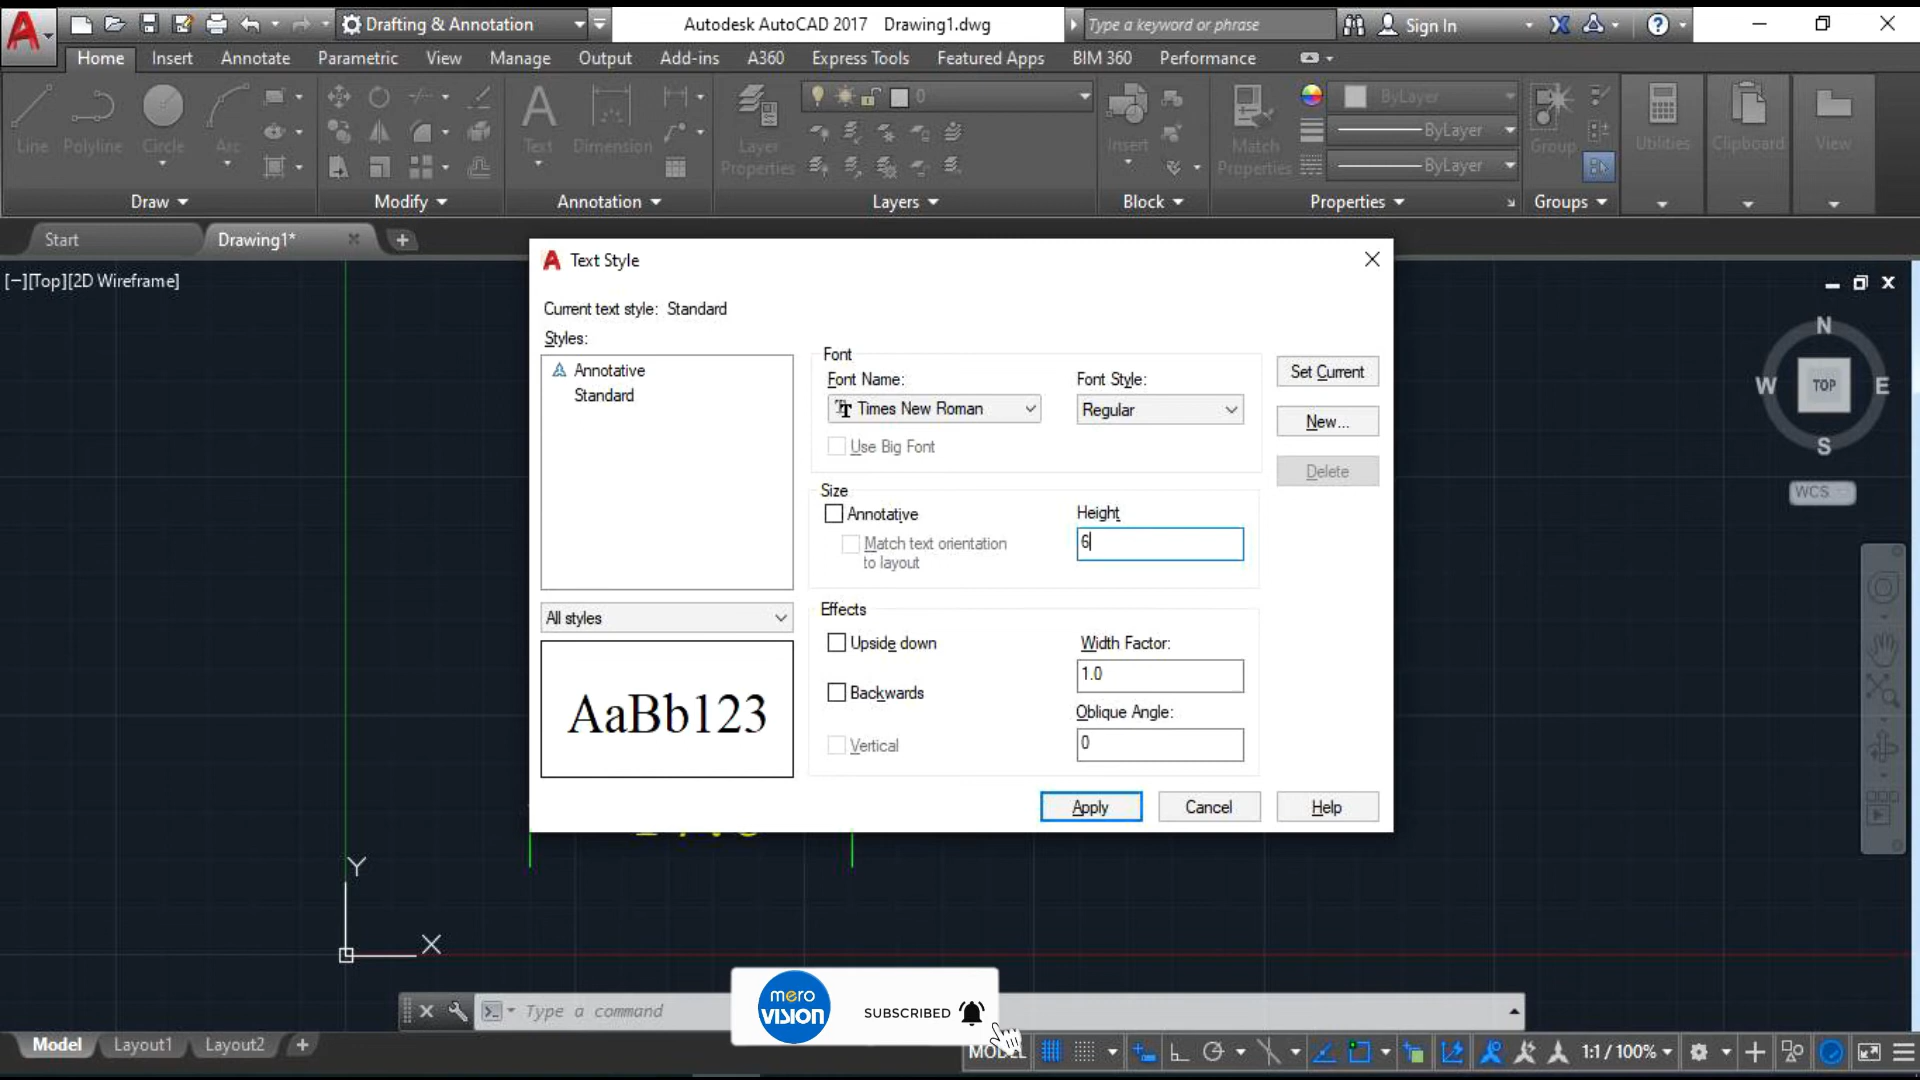 Drafting & Annotation
Autodesk AutoCAD 2017 Drawing1.dwg
Type a keyword or phrase
Sign In
Home Insert Annotate Parametric View Manage Output Add-ins A360 Express Tools Featured Apps BIM 360 Performance
0
ByLayer
ByLayer
ByLayer
Line Polyline Circle Arc Text Dimension Layer Properties Insert Match Properties Group Utilities Clipboard View
Draw Modify Annotation Layers Block Properties Groups
Start Drawing1*
[−][Top][2D Wireframe]
N
W TOP E
S
WCS
Text Style
Current text style: Standard
Styles:
Annotative
Standard
All styles
AaBb123
Font
Font Name: Font Style:
Times New Roman Regular
Use Big Font
Size
Annotative
Match text orientation
to layout
Height
6
Effects
Upside down
Backwards
Vertical
Width Factor:
1.0
Oblique Angle:
0
Set Current
New...
Delete
Apply Cancel Help
Y
X
Type a command
mero
VISION
SUBSCRIBED
Model Layout1 Layout2
MODEL
1:1 / 100%